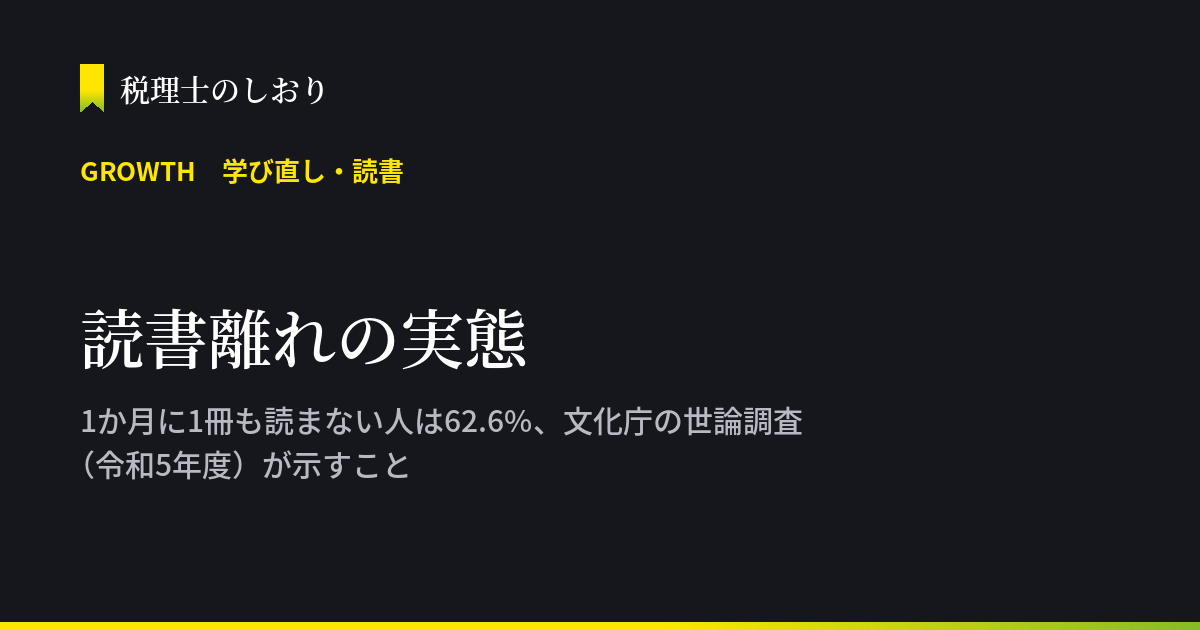 税理士のしおり
GROWTH　学び直し・読書
読書離れの実態
1か月に1冊も読まない人は62.6%、文化庁の世論調査
（令和5年度）が示すこと